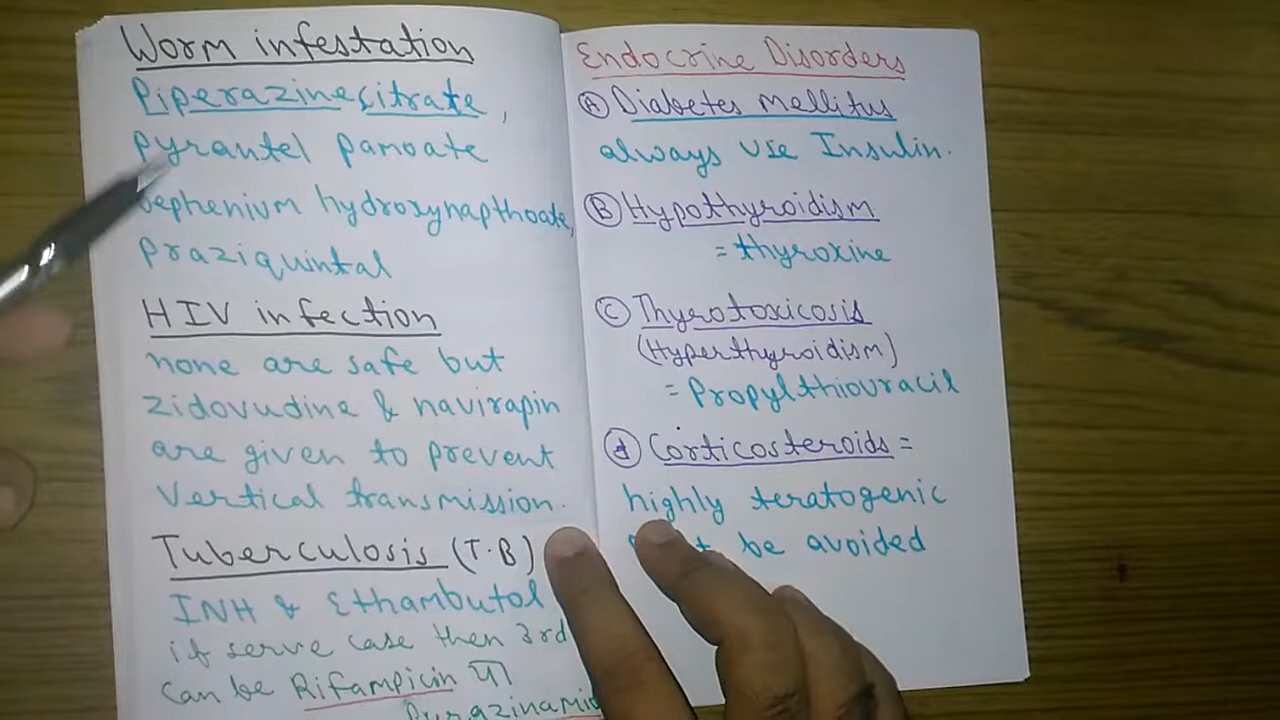 Worm infestation
Piperazine citrate,
Pyrantel pamoate
bephenium hydroxynapthoate,
praziquintal
HIV infection
none are safe but
zidovudine & navirapin
are given to prevent
vertical transmission.
Tuberculosis (T.B)
INH & Ethambutol
if serve case then 3rd
can be Rifampicin या
Endocrine Disorders
Ⓐ Diabetes mellitus
always use Insulin.
Ⓑ Hypothyroidism
= thyroxine
Ⓒ Thyrotoxicosis
(Hyperthyroidism)
= Propylthiouracil
ⓓ Corticosteroids =
highly teratogenic
be avoided